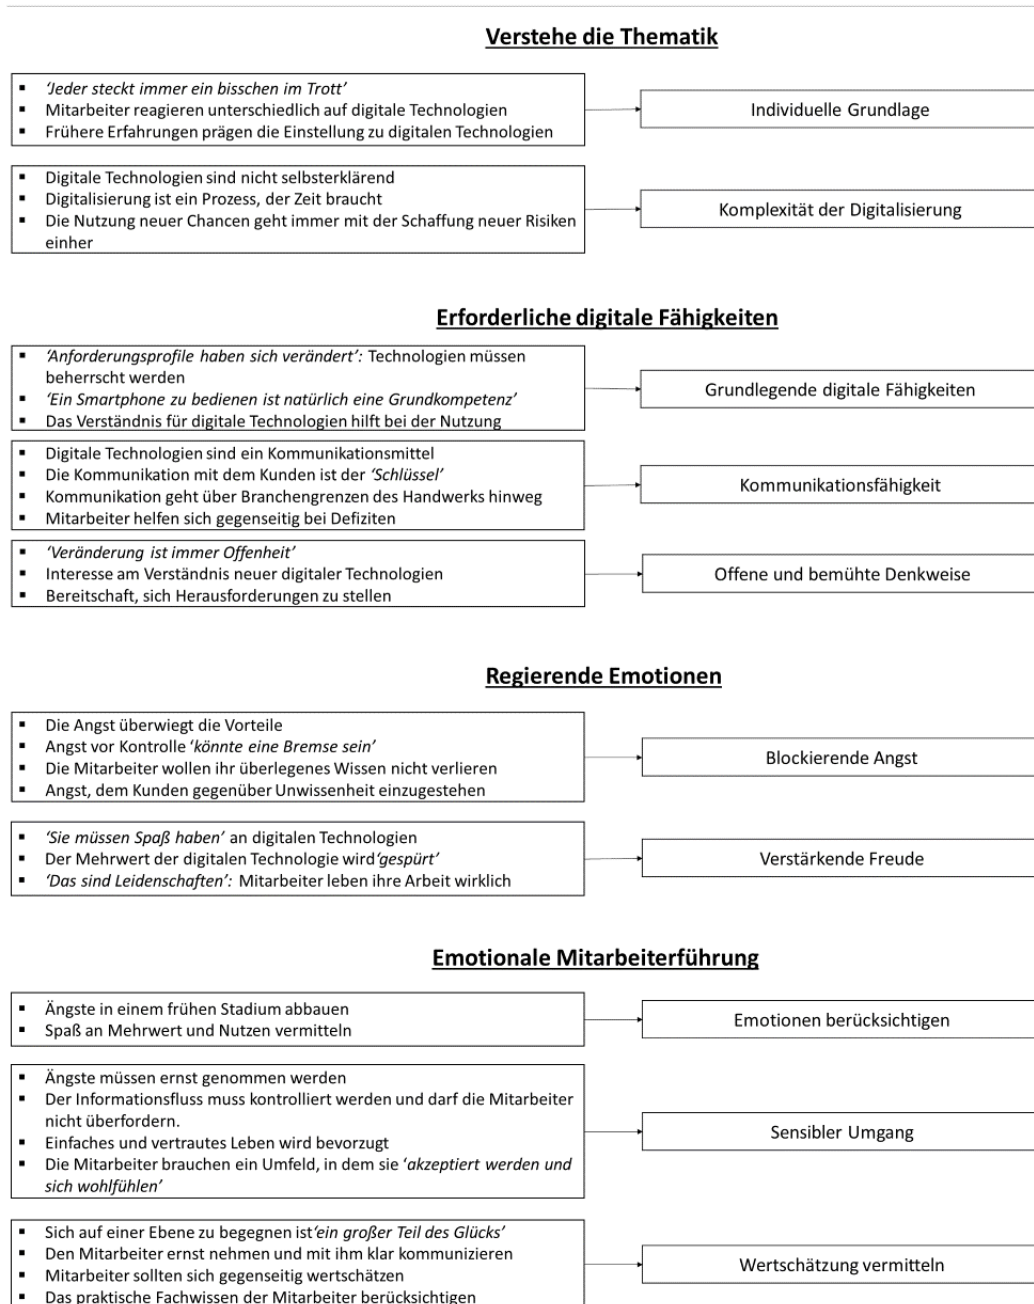 Verstehe die Thematik
▪ ‘Jeder steckt immer ein bisschen im Trott’
▪ Mitarbeiter reagieren unterschiedlich auf digitale Technologien
▪ Frühere Erfahrungen prägen die Einstellung zu digitalen Technologien
Individuelle Grundlage
▪ Digitale Technologien sind nicht selbsterklärend
▪ Digitalisierung ist ein Prozess, der Zeit braucht
▪ Die Nutzung neuer Chancen geht immer mit der Schaffung neuer Risiken
einher
Komplexität der Digitalisierung
Erforderliche digitale Fähigkeiten
▪ ‘Anforderungsprofile haben sich verändert’: Technologien müssen
beherrscht werden
▪ ‘Ein Smartphone zu bedienen ist natürlich eine Grundkompetenz’
▪ Das Verständnis für digitale Technologien hilft bei der Nutzung
Grundlegende digitale Fähigkeiten
▪ Digitale Technologien sind ein Kommunikationsmittel
▪ Die Kommunikation mit dem Kunden ist der ‘Schlüssel’
▪ Kommunikation geht über Branchengrenzen des Handwerks hinweg
▪ Mitarbeiter helfen sich gegenseitig bei Defiziten
Kommunikationsfähigkeit
▪ ‘Veränderung ist immer Offenheit’
▪ Interesse am Verständnis neuer digitaler Technologien
▪ Bereitschaft, sich Herausforderungen zu stellen
Offene und bemühte Denkweise
Regierende Emotionen
▪ Die Angst überwiegt die Vorteile
▪ Angst vor Kontrolle ‘könnte eine Bremse sein’
▪ Die Mitarbeiter wollen ihr überlegenes Wissen nicht verlieren
▪ Angst, dem Kunden gegenüber Unwissenheit einzugestehen
Blockierende Angst
▪ ‘Sie müssen Spaß haben’ an digitalen Technologien
▪ Der Mehrwert der digitalen Technologie wird‘gespürt’
▪ ‘Das sind Leidenschaften’: Mitarbeiter leben ihre Arbeit wirklich
Verstärkende Freude
Emotionale Mitarbeiterführung
▪ Ängste in einem frühen Stadium abbauen
▪ Spaß an Mehrwert und Nutzen vermitteln
Emotionen berücksichtigen
▪ Ängste müssen ernst genommen werden
▪ Der Informationsfluss muss kontrolliert werden und darf die Mitarbeiter
nicht überfordern.
▪ Einfaches und vertrautes Leben wird bevorzugt
▪ Die Mitarbeiter brauchen ein Umfeld, in dem sie ‘akzeptiert werden und
sich wohlfühlen’
Sensibler Umgang
▪ Sich auf einer Ebene zu begegnen ist‘ein großer Teil des Glücks’
▪ Den Mitarbeiter ernst nehmen und mit ihm klar kommunizieren
▪ Mitarbeiter sollten sich gegenseitig wertschätzen
▪ Das praktische Fachwissen der Mitarbeiter berücksichtigen
Wertschätzung vermitteln